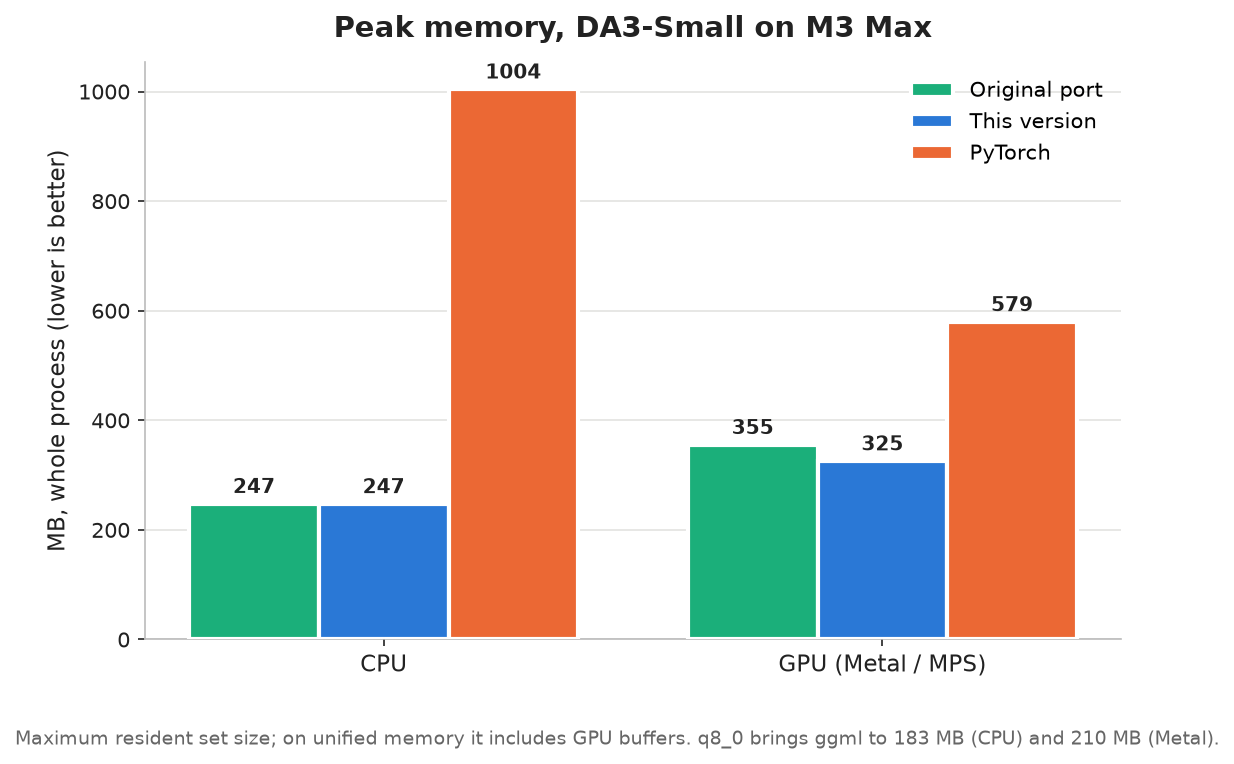 Peak memory, DA3-Small on M3 Max
MB, whole process (lower is better)
1000
800
600
400
200
0
Original port
This version
PyTorch
247
247
1004
355
325
579
CPU
GPU (Metal / MPS)
Maximum resident set size; on unified memory it includes GPU buffers. q8_0 brings ggml to 183 MB (CPU) and 210 MB (Metal).